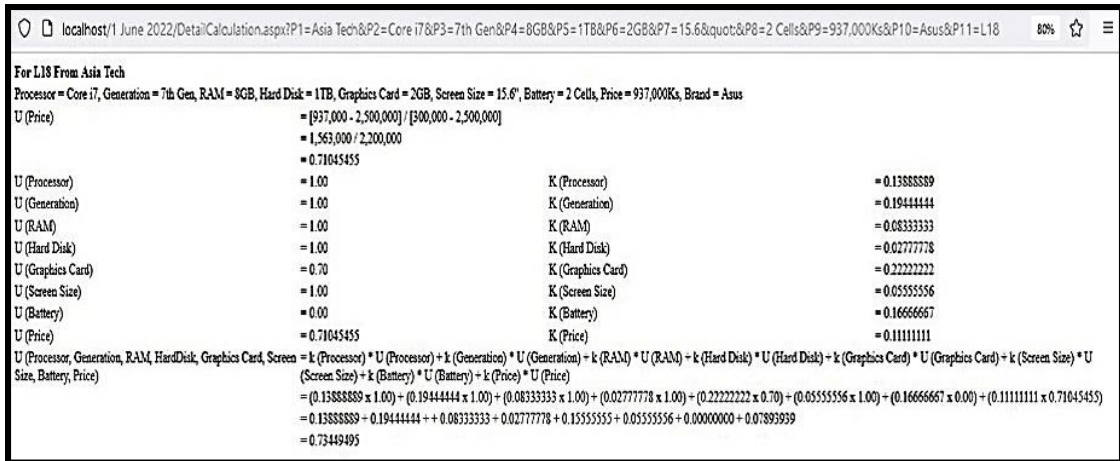 localhost/1 June 2022/DetailCalculation.aspx?P1=Asia Tech&P2=Core i7&P3=7th Gen&P4=8GB&P5=1TB&P6=2GB&P7=15.6&quot:&P8=2 Cells&P9=937,000Ks&P10=Asus&P11=L18 80%
For L18 From Asia Tech
Processor = Core i7, Generation = 7th Gen, RAM = 8GB, Hard Disk = 1TB, Graphics Card = 2GB, Screen Size = 15.6", Battery = 2 Cells, Price = 937,000Ks, Brand = Asus
U (Price) = [937,000 - 2,500,000] / [300,000 - 2,500,000]
= 1,563,000 / 2,200,000
= 0.71045455
U (Processor) = 1.00 K (Processor) = 0.13888889
U (Generation) = 1.00 K (Generation) = 0.19444444
U (RAM) = 1.00 K (RAM) = 0.08333333
U (Hard Disk) = 1.00 K (Hard Disk) = 0.02777778
U (Graphics Card) = 0.70 K (Graphics Card) = 0.22222222
U (Screen Size) = 1.00 K (Screen Size) = 0.05555556
U (Battery) = 0.00 K (Battery) = 0.16666667
U (Price) = 0.71045455 K (Price) = 0.11111111
U (Processor, Generation, RAM, HardDisk, Graphics Card, Screen = k (Processor) * U (Processor) + k (Generation) * U (Generation) + k (RAM) * U (RAM) + k (Hard Disk) * U (Hard Disk) + k (Graphics Card) * U (Graphics Card) + k (Screen Size) * U
Size, Battery, Price) (Screen Size) + k (Battery) * U (Battery) + k (Price) * U (Price)
= (0.13888889 x 1.00) + (0.19444444 x 1.00) + (0.08333333 x 1.00) + (0.02777778 x 1.00) + (0.22222222 x 0.70) + (0.05555556 x 1.00) + (0.16666667 x 0.00) + (0.11111111 x 0.71045455)
= 0.13888889 + 0.19444444 + + 0.08333333 + 0.02777778 + 0.15555555 + 0.05555556 + 0.00000000 + 0.07893939
= 0.73449495